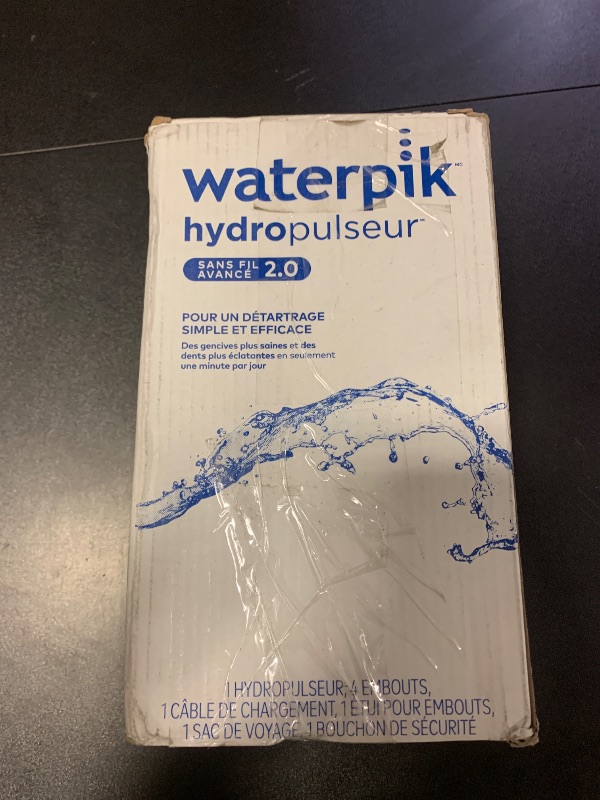 waterpik MC
hydropulseur™
SANS FIL
AVANCÉ 2.0
POUR UN DÉTARTRAGE
SIMPLE ET EFFICACE
Des gencives plus saines et des
dents plus éclatantes en seulement
une minute par jour
1 HYDROPULSEUR, 4 EMBOUTS,
1 CÂBLE DE CHARGEMENT, 1 ÉTUI POUR EMBOUTS,
1 SAC DE VOYAGE, 1 BOUCHON DE SÉCURITÉ